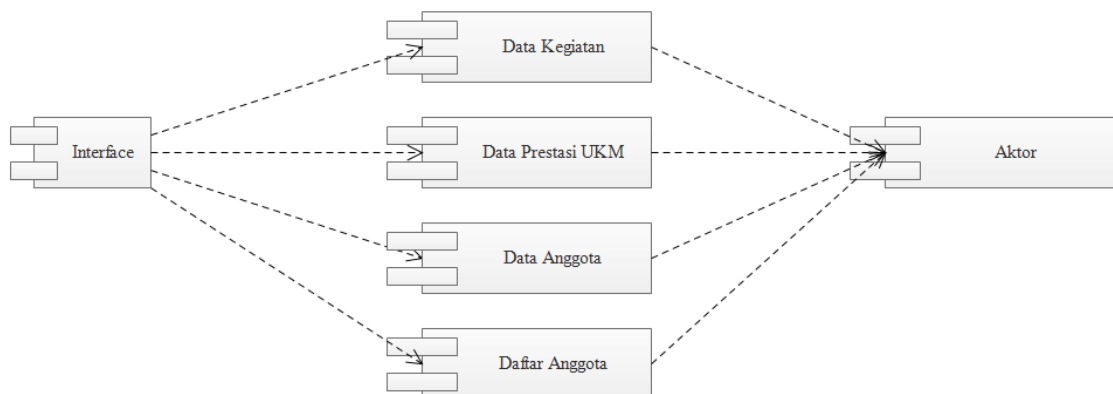 Data Kegiatan
Interface
Data Prestasi UKM
Aktor
Data Anggota
Daftar Anggota